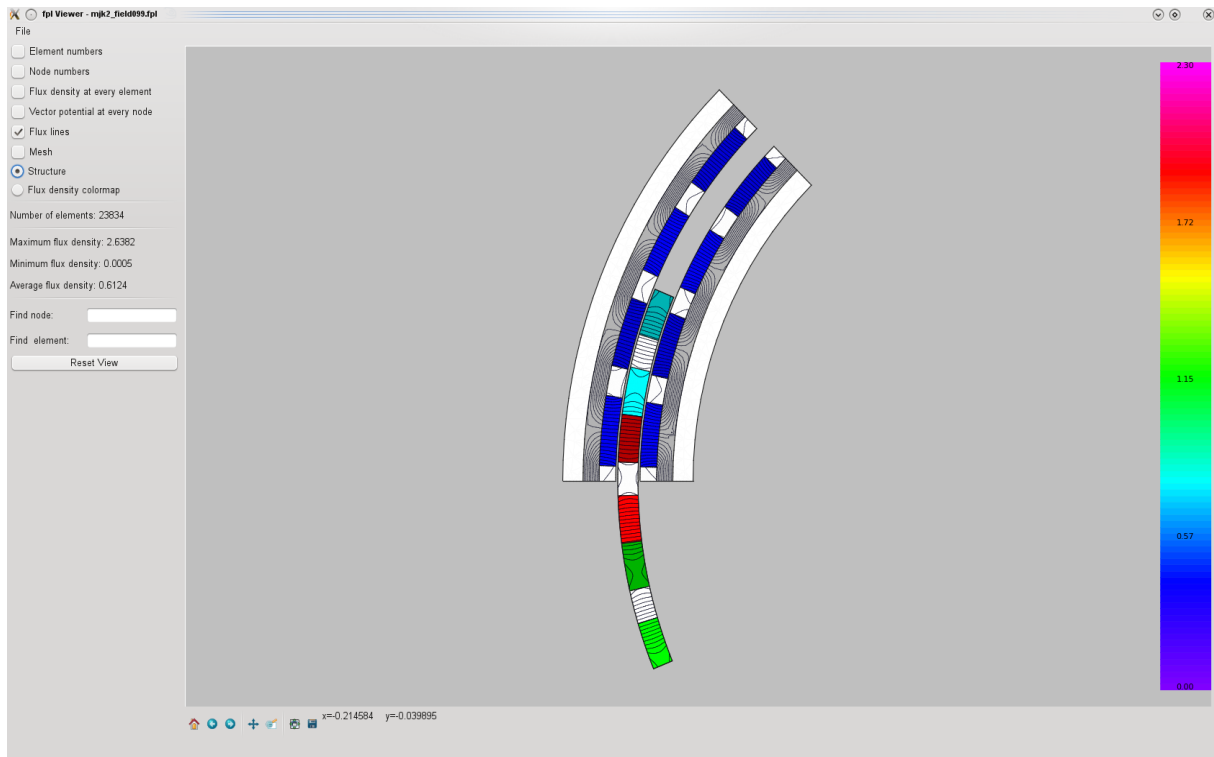 fpl Viewer - mjk2_field099.fpl
File
Element numbers
Node numbers
Flux density at every element
Vector potential at every node
Flux lines
Mesh
Structure
Flux density colormap
Number of elements: 23834
Maximum flux density: 2.6382
Minimum flux density: 0.0005
Average flux density: 0.6124
Find node:
Find element:
Reset View
2.30
1.72
1.15
0.57
0.00
x=-0.214584 y=-0.039895